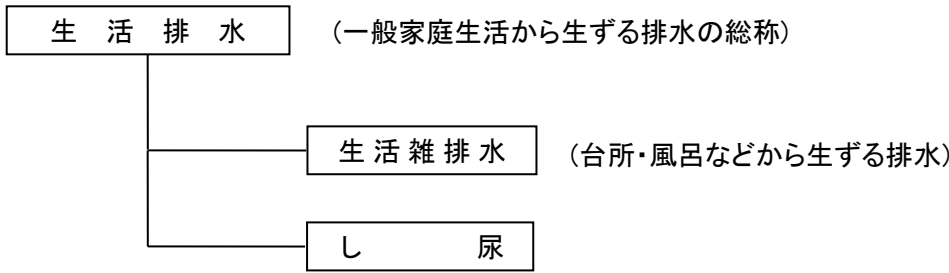 生活排水 (一般家庭生活から生ずる排水の総称)
生活雑排水 (台所・風呂などから生ずる排水)
し尿